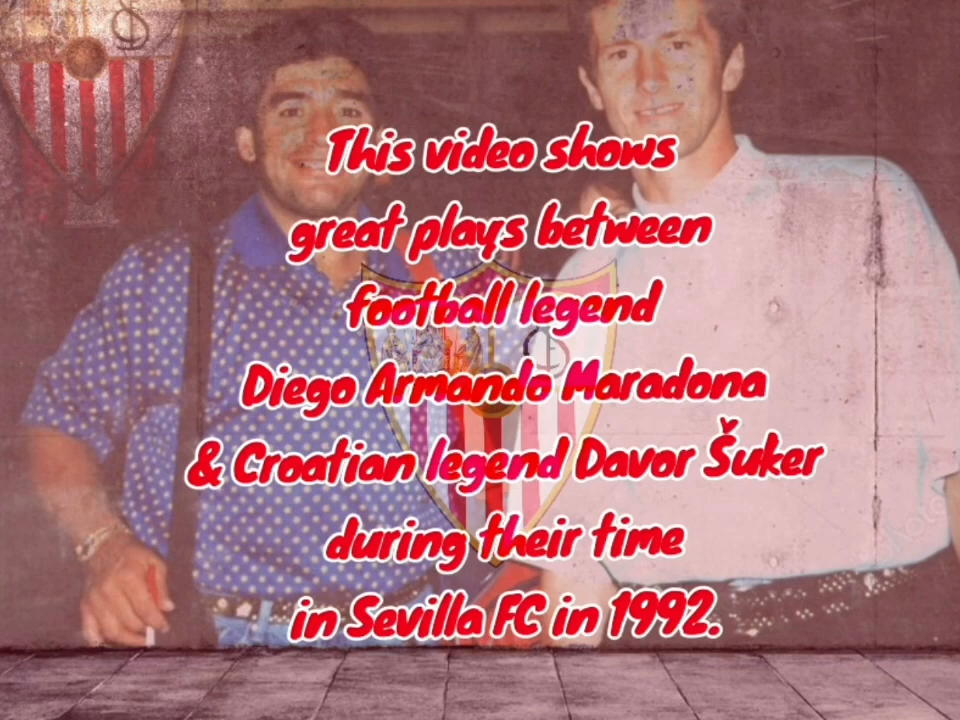 This video shows
great plays between
football legend
Diego Armando Maradona
& Croatian legend Davor Šuker
during their time
in Sevilla FC in 1992.